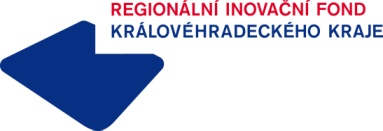 REGIONÁLNÍ INOVAČNÍ FOND
KRÁLOVÉHRADECKÉHO KRAJE